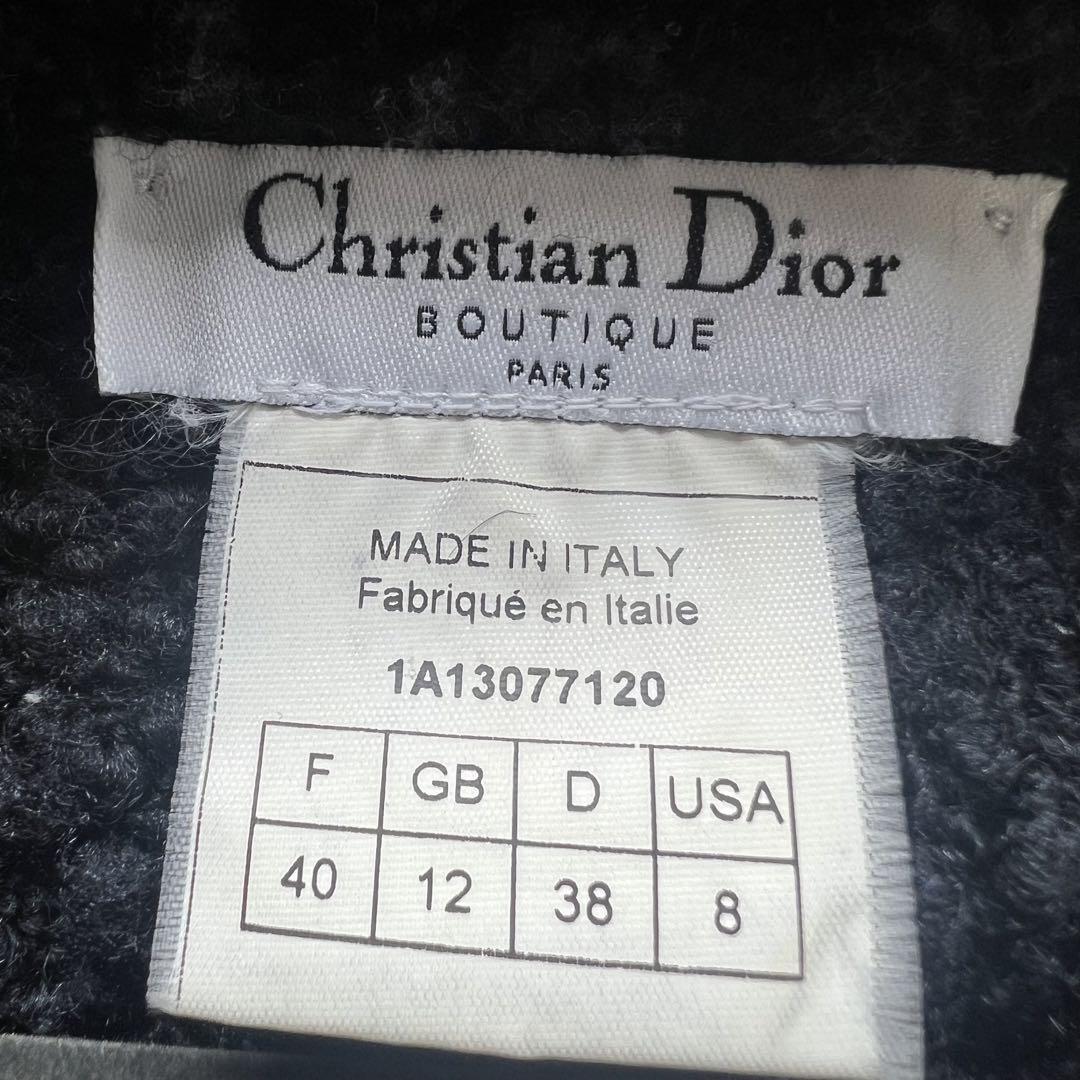 Christian Dior
BOUTIQUE
PARIS
MADE IN ITALY
Fabriqué en Italie
1A13077120
F GB D USA
40 12 38 8